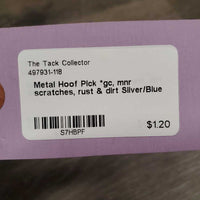 The Tack Collector
497931-118
Metal Hoof Pick *gc, mnr
scratches, rust & dirt Silver/Blue
S7HBPF
$1.20